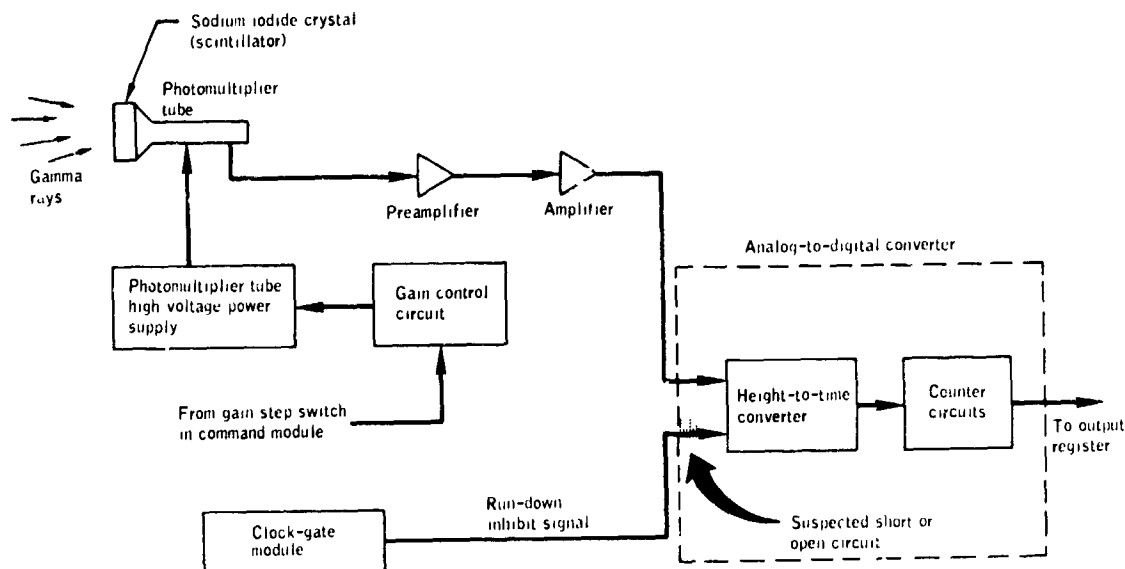 Sodium iodide crystal
(scintillator)
Photomultiplier
tube
Gamma
rays
Preamplifier
Amplifier
Analog-to-digital converter
Photomultiplier tube
high voltage power
supply
Gain control
circuit
Height-to-time
converter
Counter
circuits
From gain step switch
in command module
To output
register
Run-down
inhibit signal
Clock-gate
module
Suspected short or
open circuit